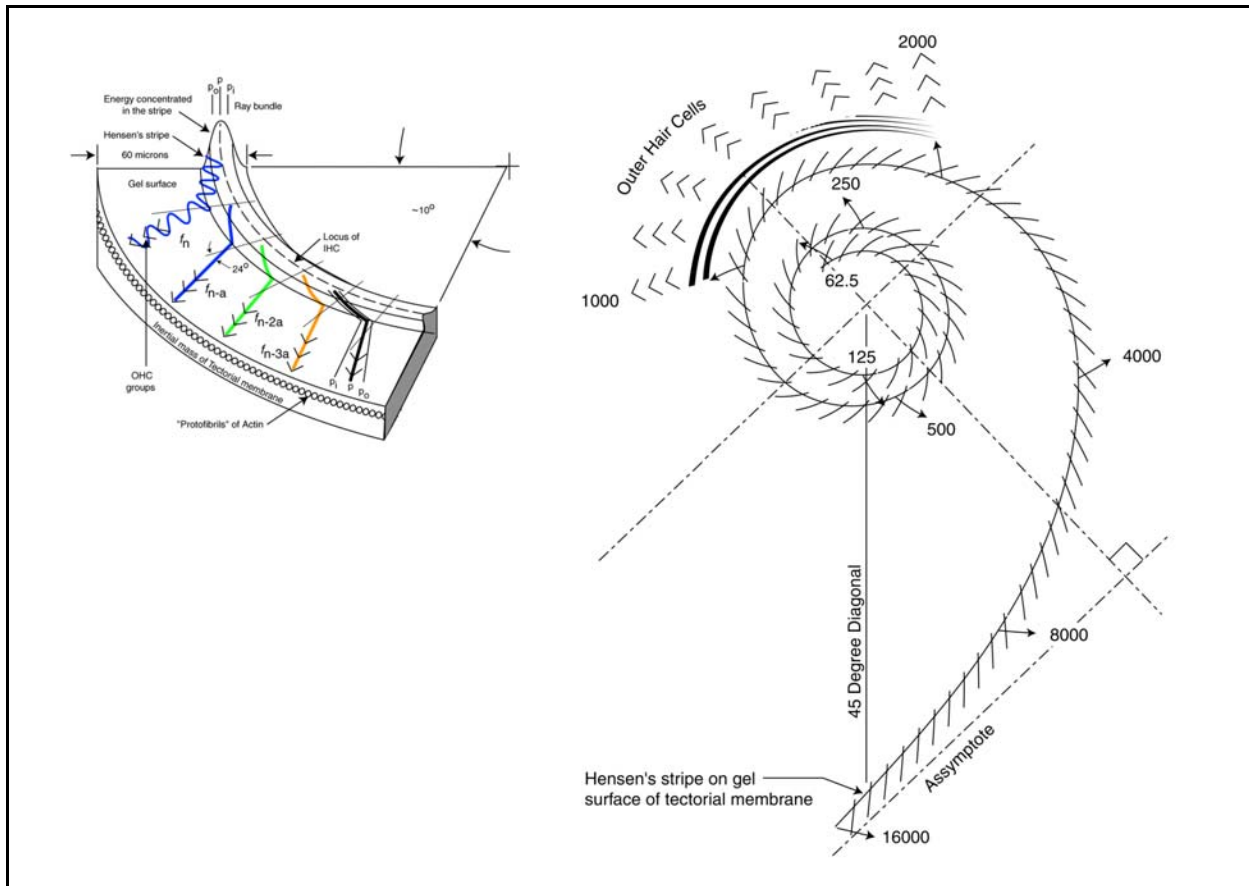 pₒ p pᵢ
Energy concentrated
in the stripe
Ray bundle
Hensen's stripe
60 microns
Gel surface
~10°
fₙ
Locus of
IHC
24°
fₙ₋ₐ
fₙ₋₂ₐ
fₙ₋₃ₐ
pᵢ p pₒ
Inertial mass of Tectorial membrane
OHC
groups
"Protofibrils" of Actin
2000
Outer Hair Cells
250
62.5
1000
125
4000
500
45 Degree Diagonal
8000
Assymptote
Hensen's stripe on gel
surface of tectorial membrane
16000